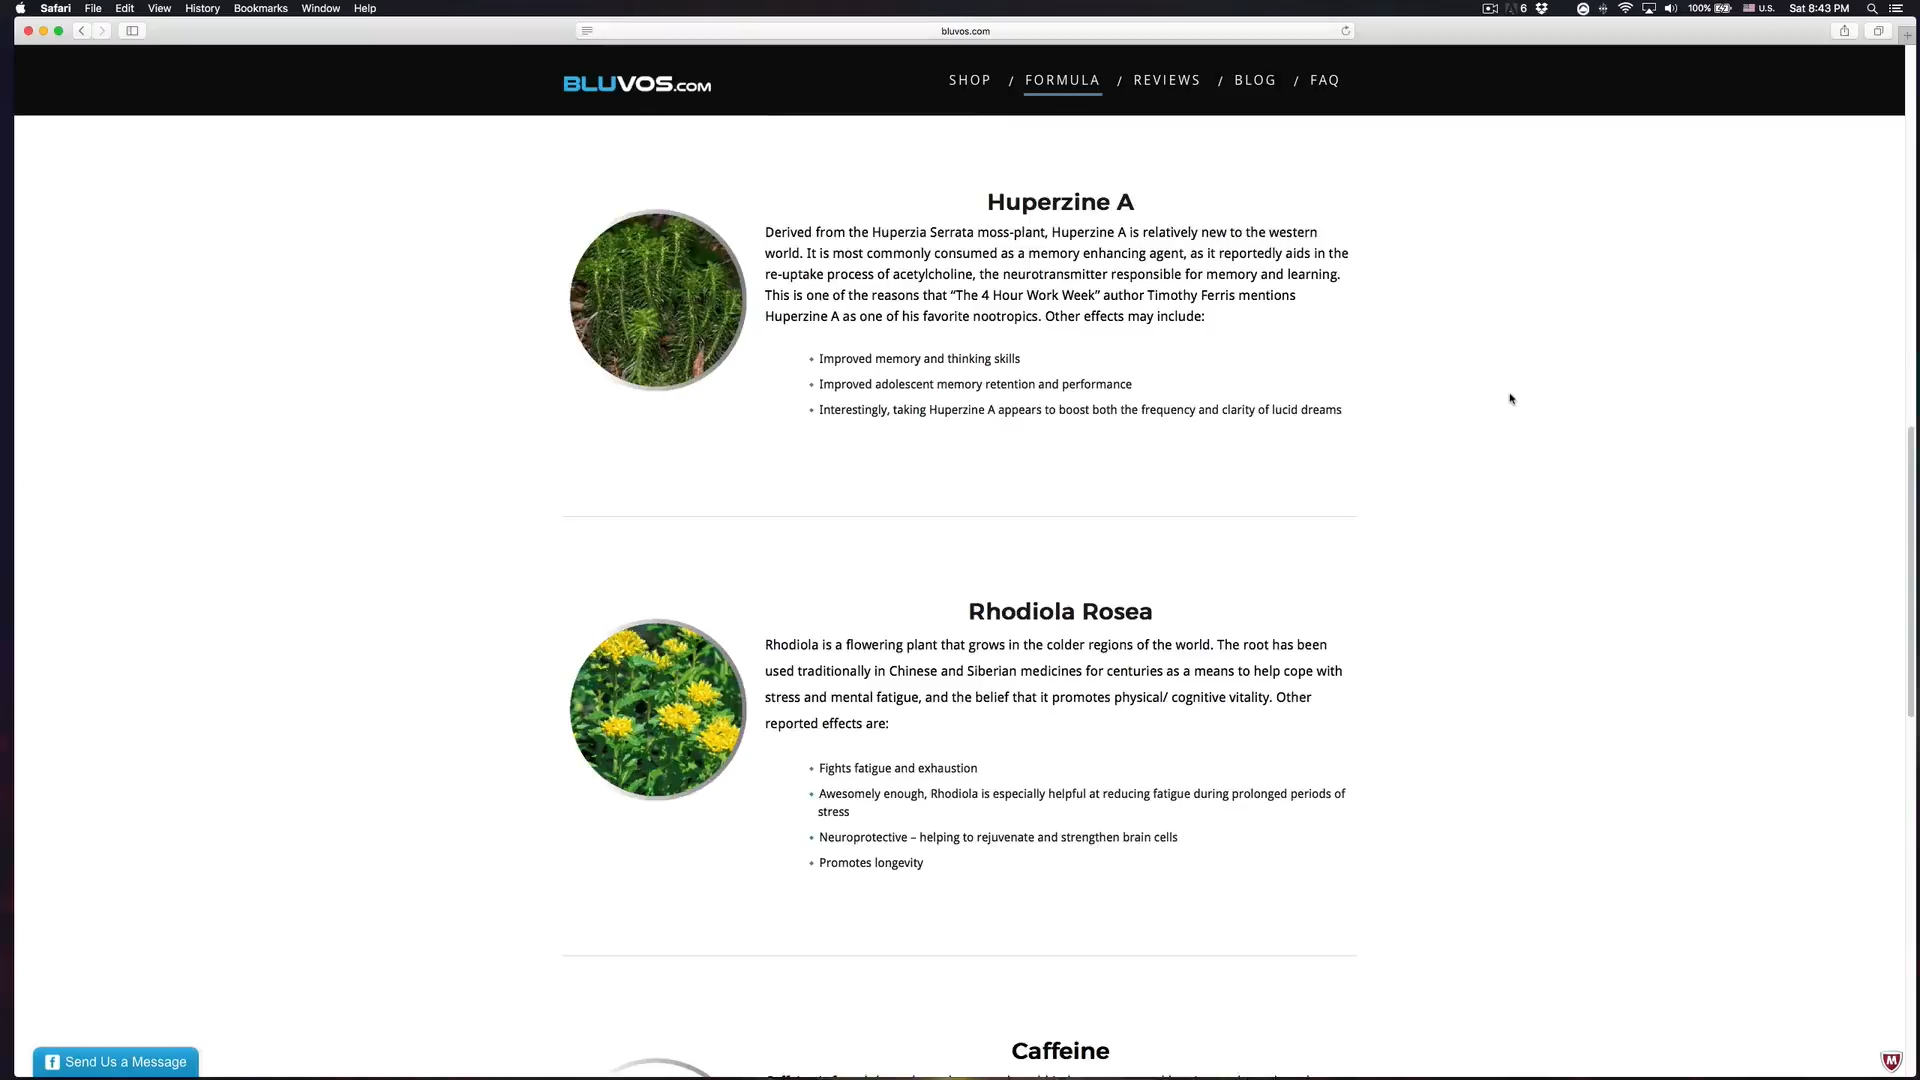 Safari File Edit View History Bookmarks Window Help 6 100% U.S. Sat 8:43 PM
bluvos.com
BLUVOS.COM SHOP / FORMULA / REVIEWS / BLOG / FAQ
Huperzine A
Derived from the Huperzia Serrata moss-plant, Huperzine A is relatively new to the western
world. It is most commonly consumed as a memory enhancing agent, as it reportedly aids in the
re-uptake process of acetylcholine, the neurotransmitter responsible for memory and learning.
This is one of the reasons that “The 4 Hour Work Week” author Timothy Ferris mentions
Huperzine A as one of his favorite nootropics. Other effects may include:
Improved memory and thinking skills
Improved adolescent memory retention and performance
Interestingly, taking Huperzine A appears to boost both the frequency and clarity of lucid dreams
Rhodiola Rosea
Rhodiola is a flowering plant that grows in the colder regions of the world. The root has been
used traditionally in Chinese and Siberian medicines for centuries as a means to help cope with
stress and mental fatigue, and the belief that it promotes physical/ cognitive vitality. Other
reported effects are:
Fights fatigue and exhaustion
Awesomely enough, Rhodiola is especially helpful at reducing fatigue during prolonged periods of
stress
Neuroprotective – helping to rejuvenate and strengthen brain cells
Promotes longevity
Caffeine
Send Us a Message